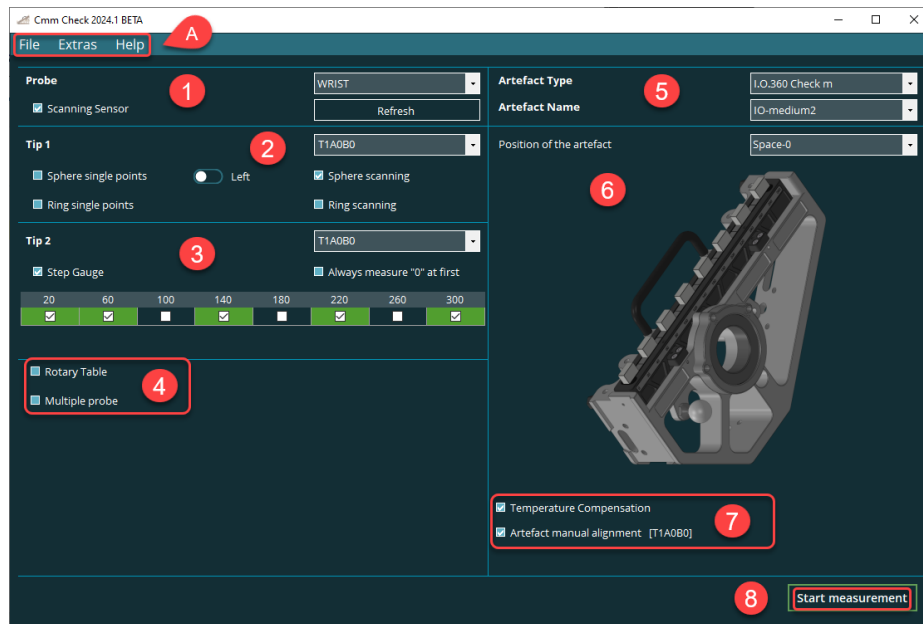 Cmm Check 2024.1 BETA
File Extras Help
A
Probe
1
WRIST
Scanning Sensor
Refresh
Artefact Type
5
I.O.360 Check m
Artefact Name
IO-medium2
Tip 1
2
T1A0B0
Sphere single points
Left
Sphere scanning
Ring single points
Ring scanning
Position of the artefact
Space-0
6
Tip 2
3
T1A0B0
Step Gauge
Always measure "0" at first
20 60 100 140 180 220 260 300
Rotary Table
4
Multiple probe
Temperature Compensation
7
Artefact manual alignment [T1A0B0]
8
Start measurement